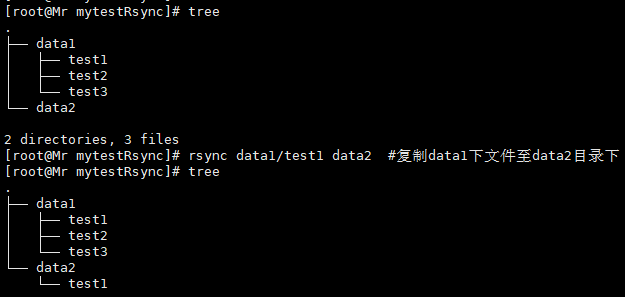 [root@Mr mytestRsync]# tree
.
├── data1
│   ├── test1
│   ├── test2
│   └── test3
└── data2

2 directories, 3 files
[root@Mr mytestRsync]# rsync data1/test1 data2  #复制data1下文件至data2目录下
[root@Mr mytestRsync]# tree
.
├── data1
│   ├── test1
│   ├── test2
│   └── test3
└── data2
    └── test1